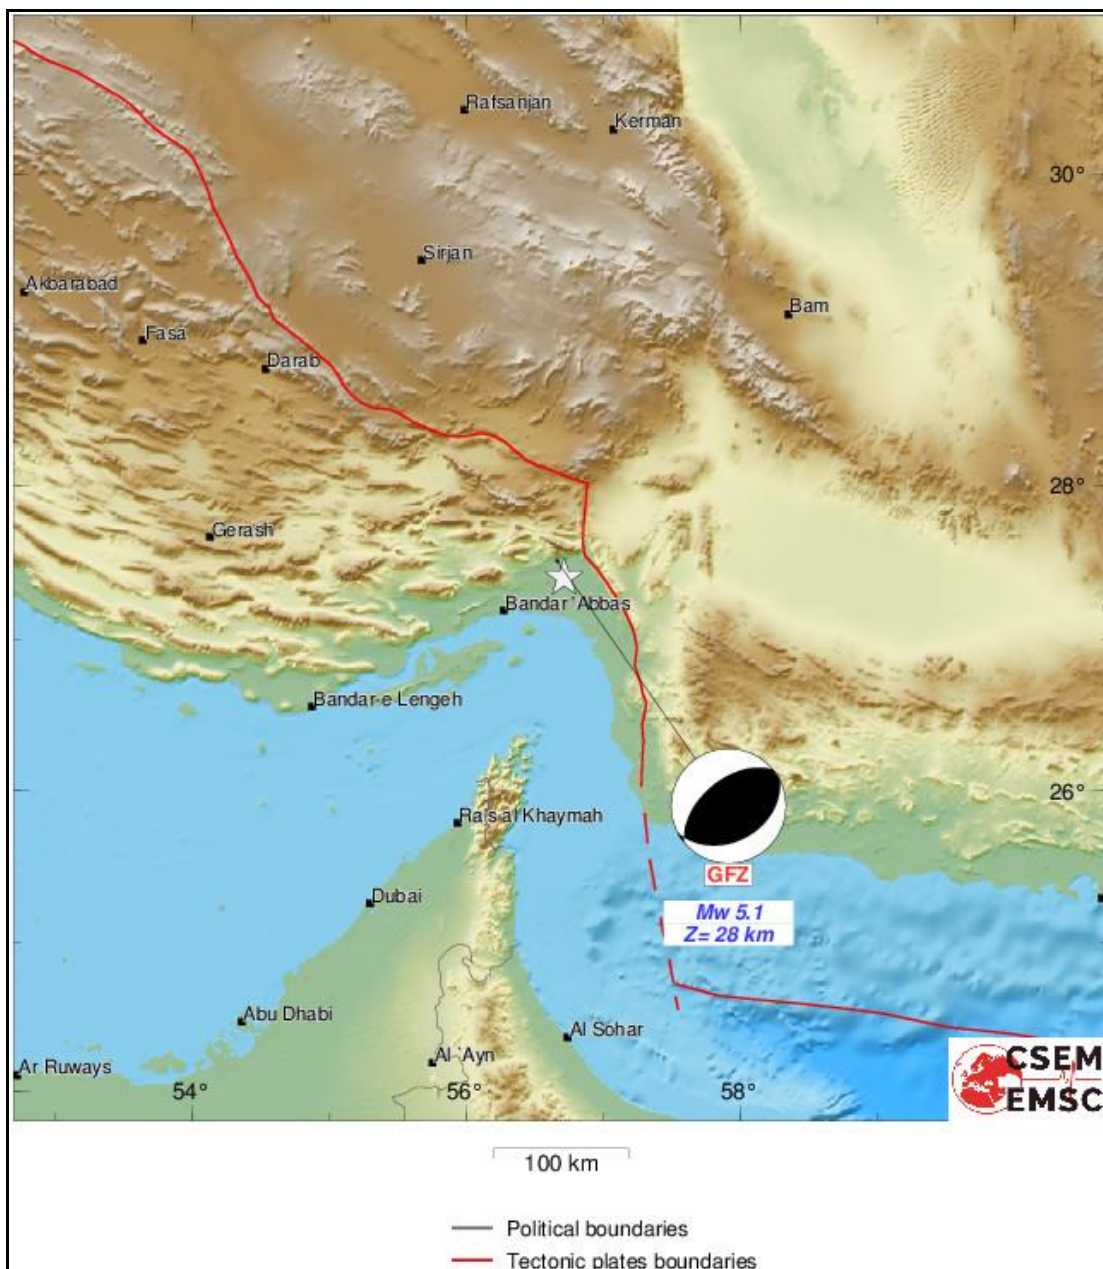 Rafsanjan
Kerman
30°
Sirjan
Akbarabad
Bam
Fasa
Darab
28°
Gerash
Bandar `Abbas
Bandar-e Lengeh
26°
Ra's al Khaymah
GFZ
Dubai
Mw 5.1
Z= 28 km
Abu Dhabi
Al Sohar
Al `Ayn
Ar Ruways
CSEM
EMSC
54°
56°
58°
100 km
Political boundaries
Tectonic plates boundaries